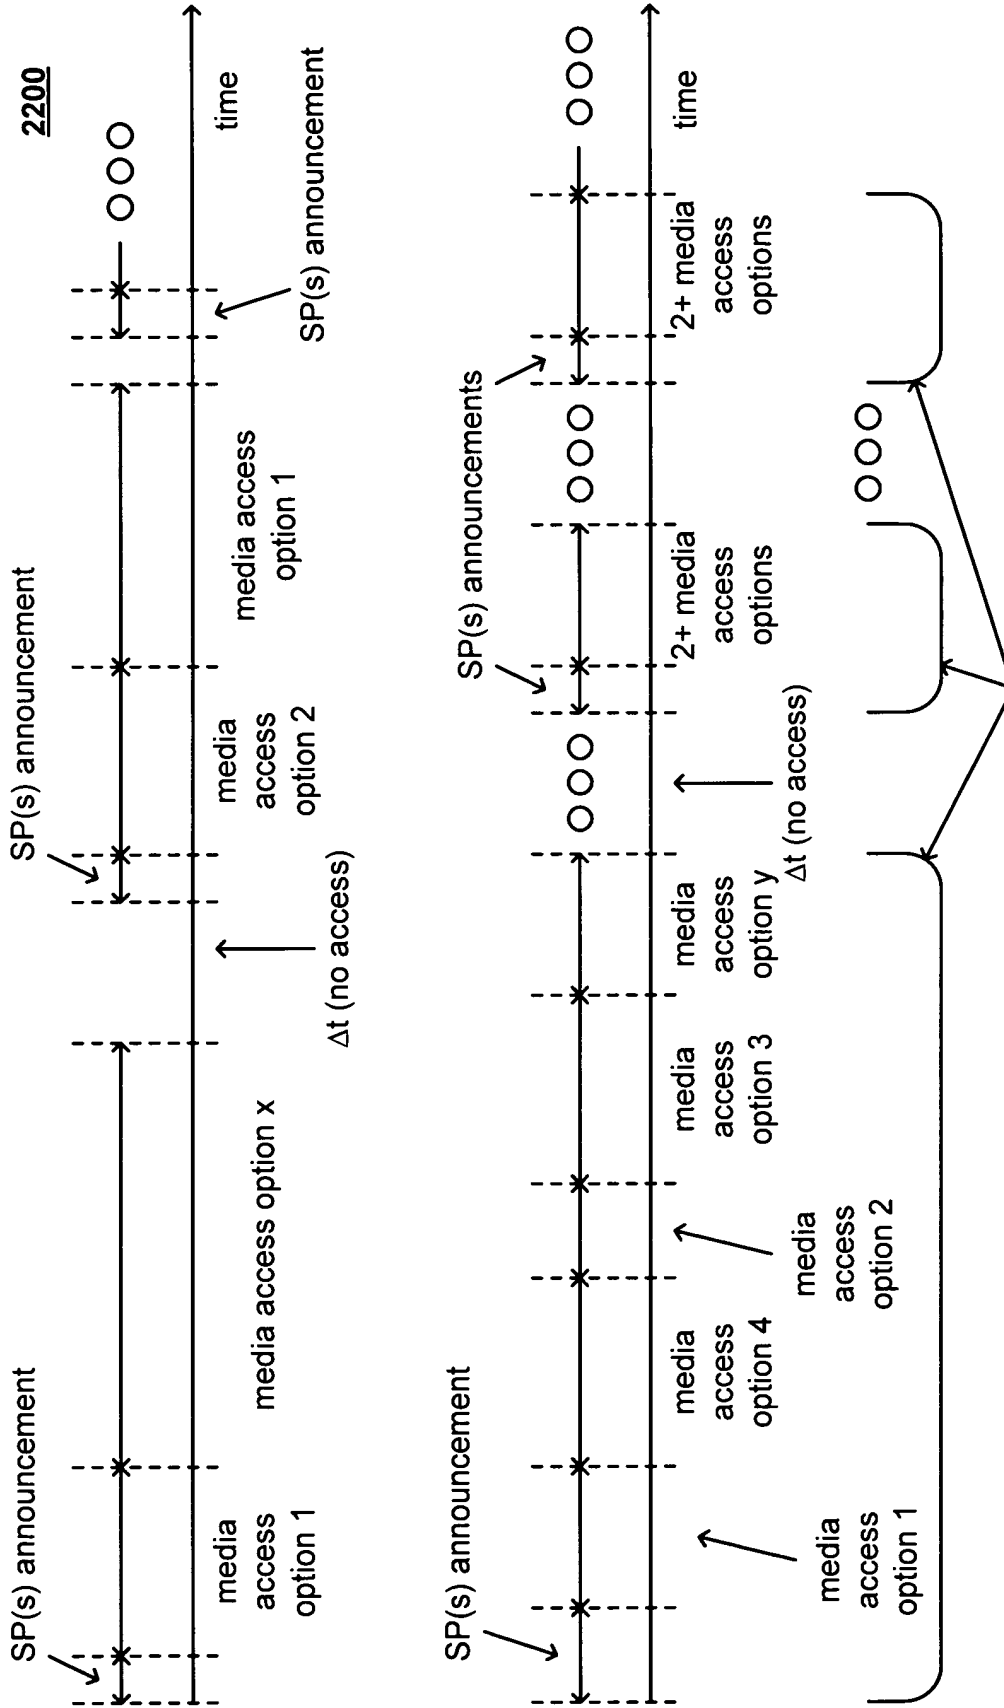 2200
SP(s) announcement
SP(s) announcement
media
access
option 1
media access option x
Δt (no access)
media
access
option 2
media access
option 1
SP(s) announcement
time
SP(s) announcement
SP(s) announcements
media
access
option 1
media
access
option 4
media
access
option 2
media
access
option 3
media
access
option y
Δt (no access)
2+ media
access
options
2+ media
access
options
time